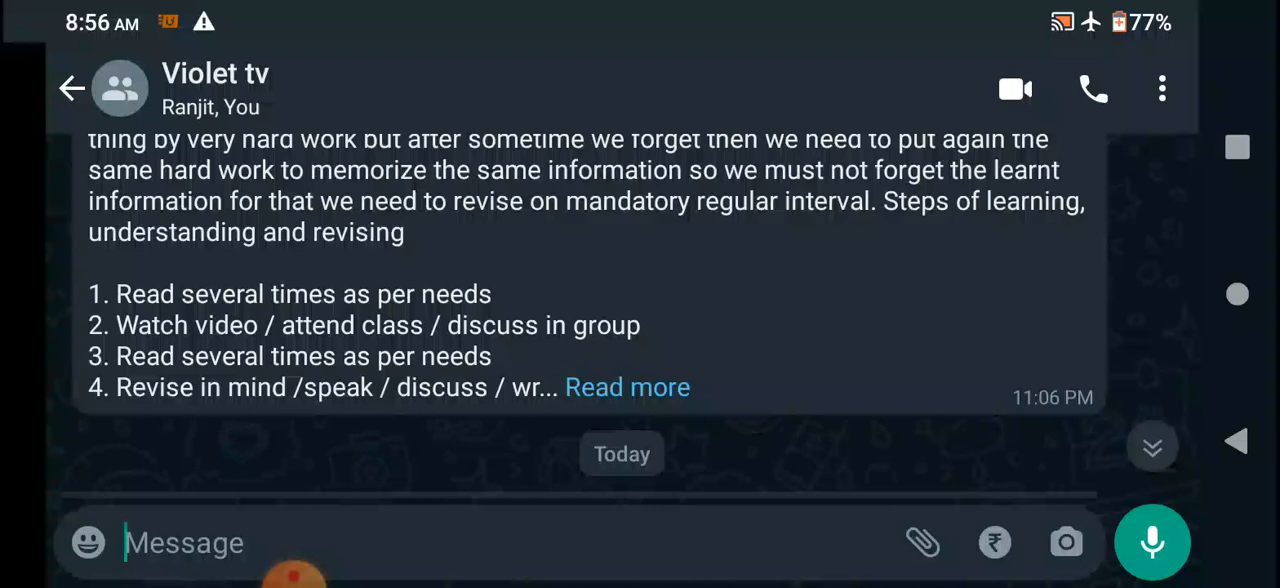 8:56 AM
77%
Violet tv
Ranjit, You
thing by very hard work but after sometime we forget then we need to put again the
same hard work to memorize the same information so we must not forget the learnt
information for that we need to revise on mandatory regular interval. Steps of learning,
understanding and revising
1. Read several times as per needs
2. Watch video / attend class / discuss in group
3. Read several times as per needs
4. Revise in mind /speak / discuss / wr... Read more
11:06 PM
Today
Message